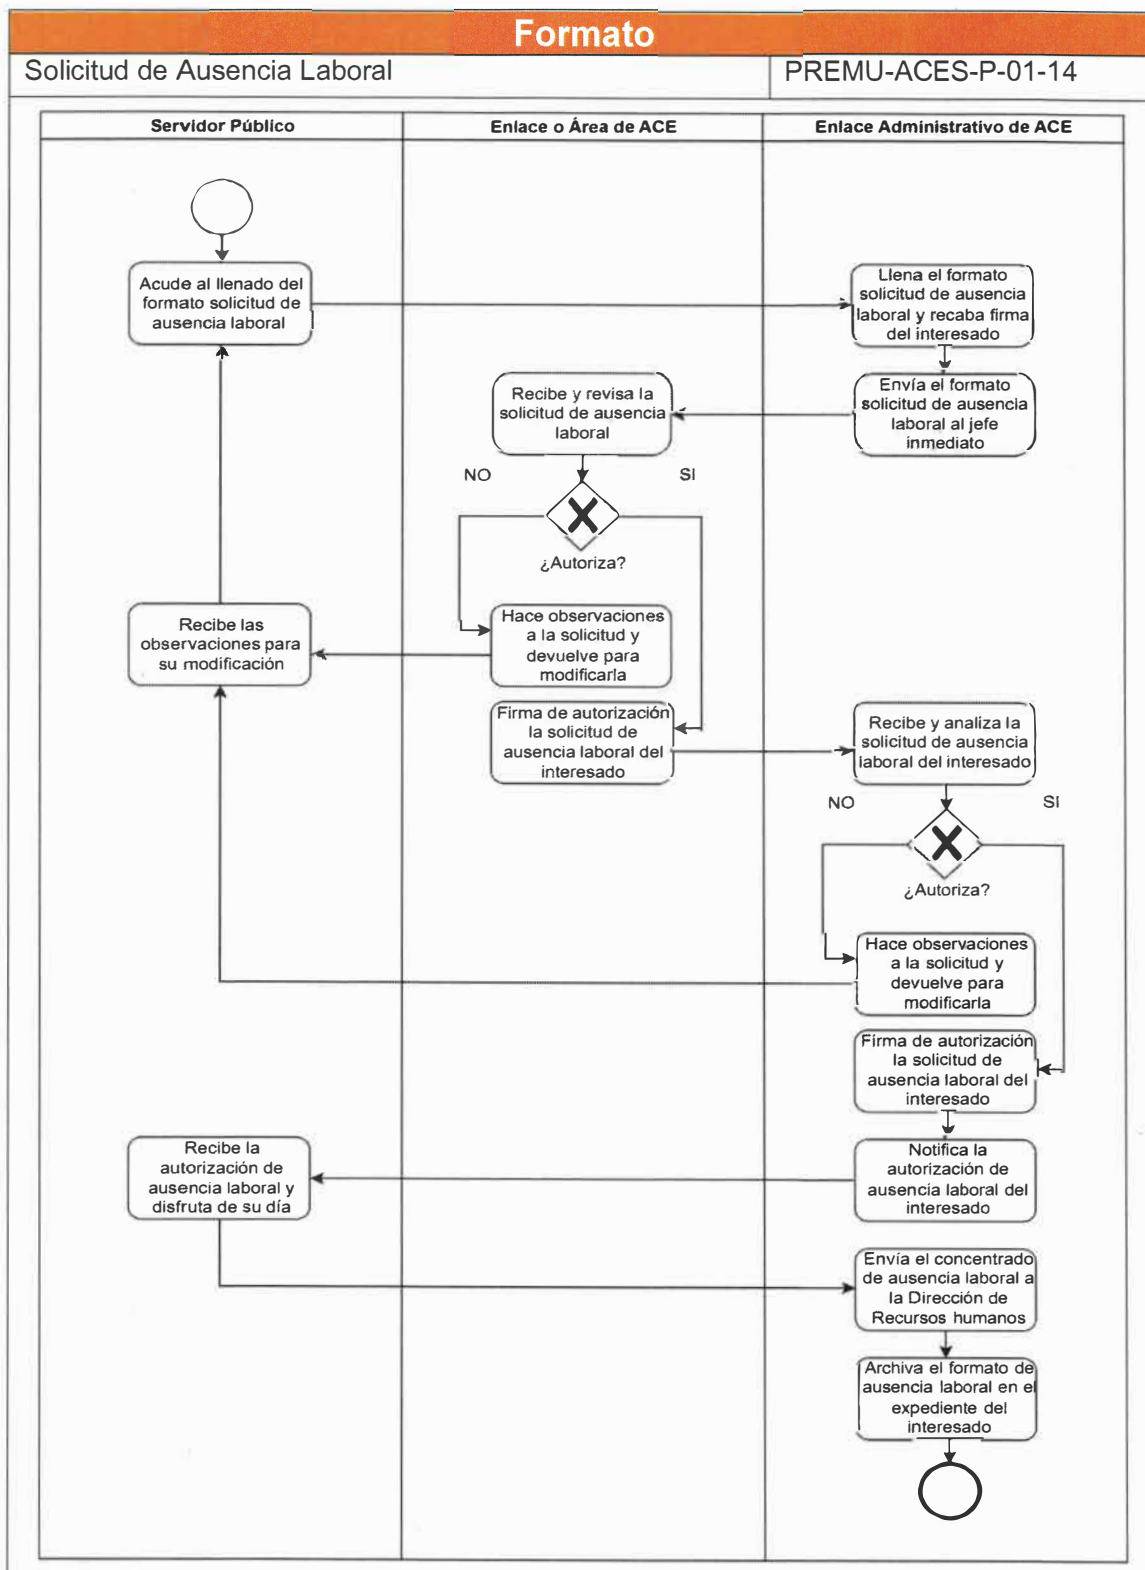 Formato
Solicitud de Ausencia Laboral
PREMU-ACES-P-01-14
Servidor Público
Enlace o Área de ACE
Enlace Administrativo de ACE
Acude al llenado del
formato solicitud de
ausencia laboral
Llena el formato
solicitud de ausencia
laboral y recaba firma
del interesado
Envía el formato
solicitud de ausencia
laboral al jefe
inmediato
Recibe y revisa la
solicitud de ausencia
laboral
NO
SI
¿Autoriza?
Hace observaciones
a la solicitud y
devuelve para
modificarla
Recibe las
observaciones para
su modificación
Firma de autorización
la solicitud de
ausencia laboral del
interesado
Recibe y analiza la
solicitud de ausencia
laboral del interesado
NO
SI
¿Autoriza?
Hace observaciones
a la solicitud y
devuelve para
modificarla
Firma de autorización
la solicitud de
ausencia laboral del
interesado
Notifica la
autorización de
ausencia laboral del
interesado
Recibe la
autorización de
ausencia laboral y
disfruta de su día
Envía el concentrado
de ausencia laboral a
la Dirección de
Recursos humanos
Archiva el formato de
ausencia laboral en el
expediente del
interesado